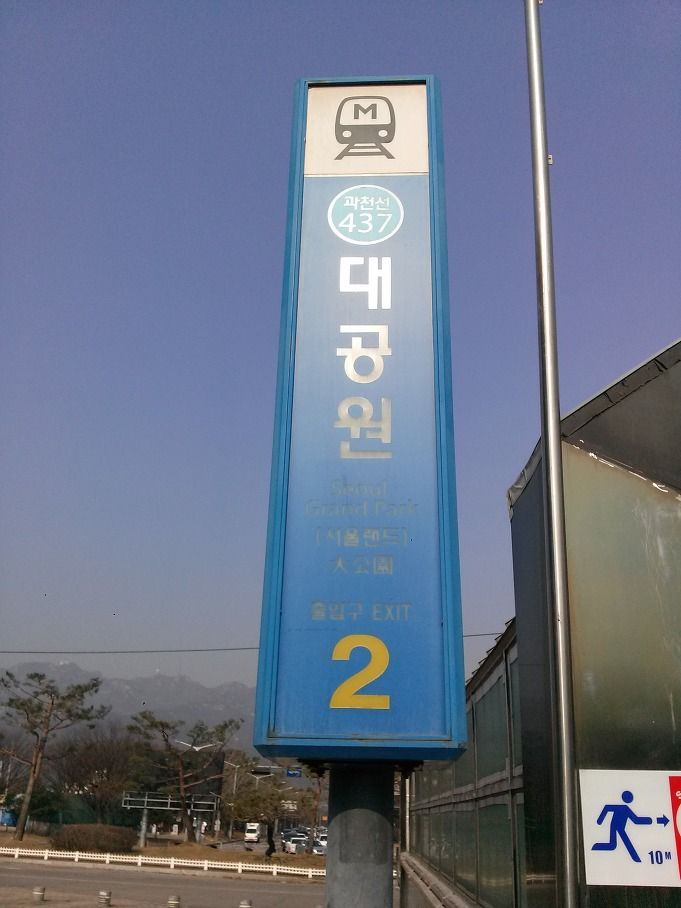 M
과천선
437
대공원
Seoul
Grand Park
(서울랜드)
大公園
출입구 EXIT
2
10M